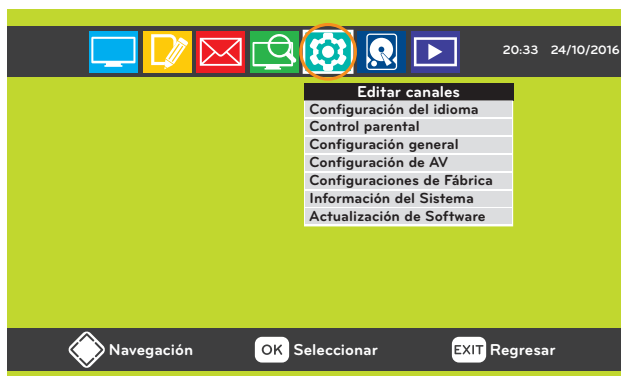 20:33 24/10/2016
Editar canales
Configuración del idioma
Control parental
Configuración general
Configuración de AV
Configuraciones de Fábrica
Información del Sistema
Actualización de Software
Navegación OK Seleccionar EXIT Regresar